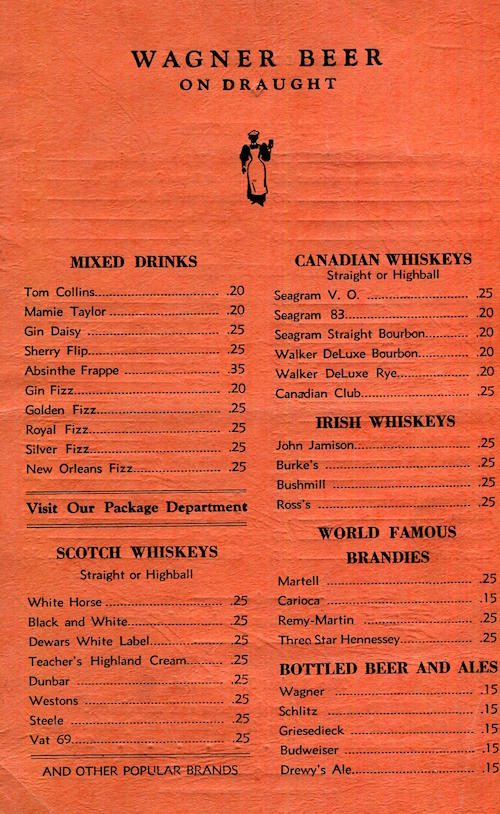 WAGNER BEER
ON DRAUGHT
MIXED DRINKS
Tom Collins .20
Mamie Taylor .20
Gin Daisy .25
Sherry Flip .25
Absinthe Frappe .35
Gin Fizz .20
Golden Fizz .25
Royal Fizz .25
Silver Fizz .25
New Orleans Fizz .25
Visit Our Package Department
SCOTCH WHISKEYS
Straight or Highball
White Horse .25
Black and White .25
Dewars White Label .25
Teacher's Highland Cream .25
Dunbar .25
Westons .25
Steele .25
Vat 69 .25
AND OTHER POPULAR BRANDS
CANADIAN WHISKEYS
Straight or Highball
Seagram V. O. .25
Seagram 83 .20
Seagram Straight Bourbon .20
Walker DeLuxe Bourbon .20
Walker DeLuxe Rye .20
Canadian Club .25
IRISH WHISKEYS
John Jamison .25
Burke's .25
Bushmill .25
Ross's .25
WORLD FAMOUS
BRANDIES
Martell .25
Carioca .15
Remy-Martin .25
Three Star Hennessey .25
BOTTLED BEER AND ALES
Wagner .15
Schlitz .15
Griesedieck .15
Budweiser .15
Drewy's Ale .15